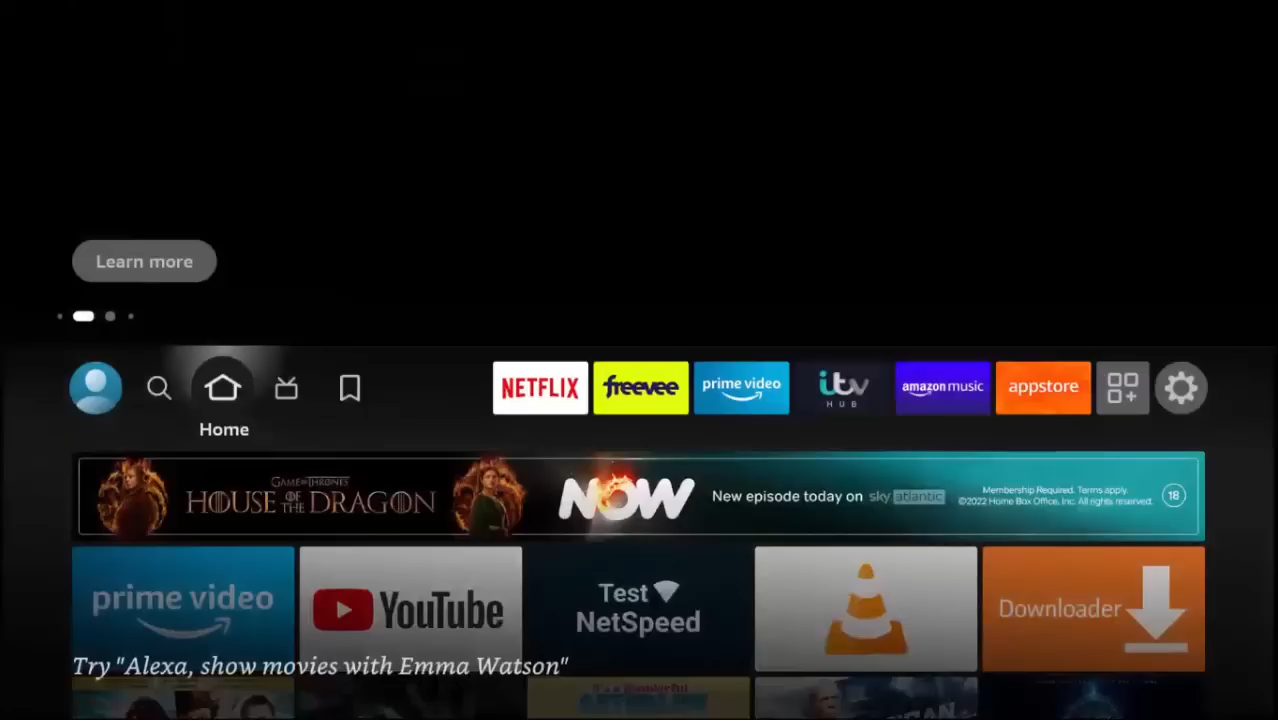 Learn more
NETFLIX
freevee
prime video
itv
HUB
amazon music
appstore
Home
GAME OF THRONES
HOUSE OF THE DRAGON
NOW
New episode today on sky atlantic
Membership Required. Terms apply.
©2022 Home Box Office, Inc. All rights reserved.
18
prime video
YouTube
Test
NetSpeed
Downloader
Try "Alexa, show movies with Emma Watson"
It's a Wonderful